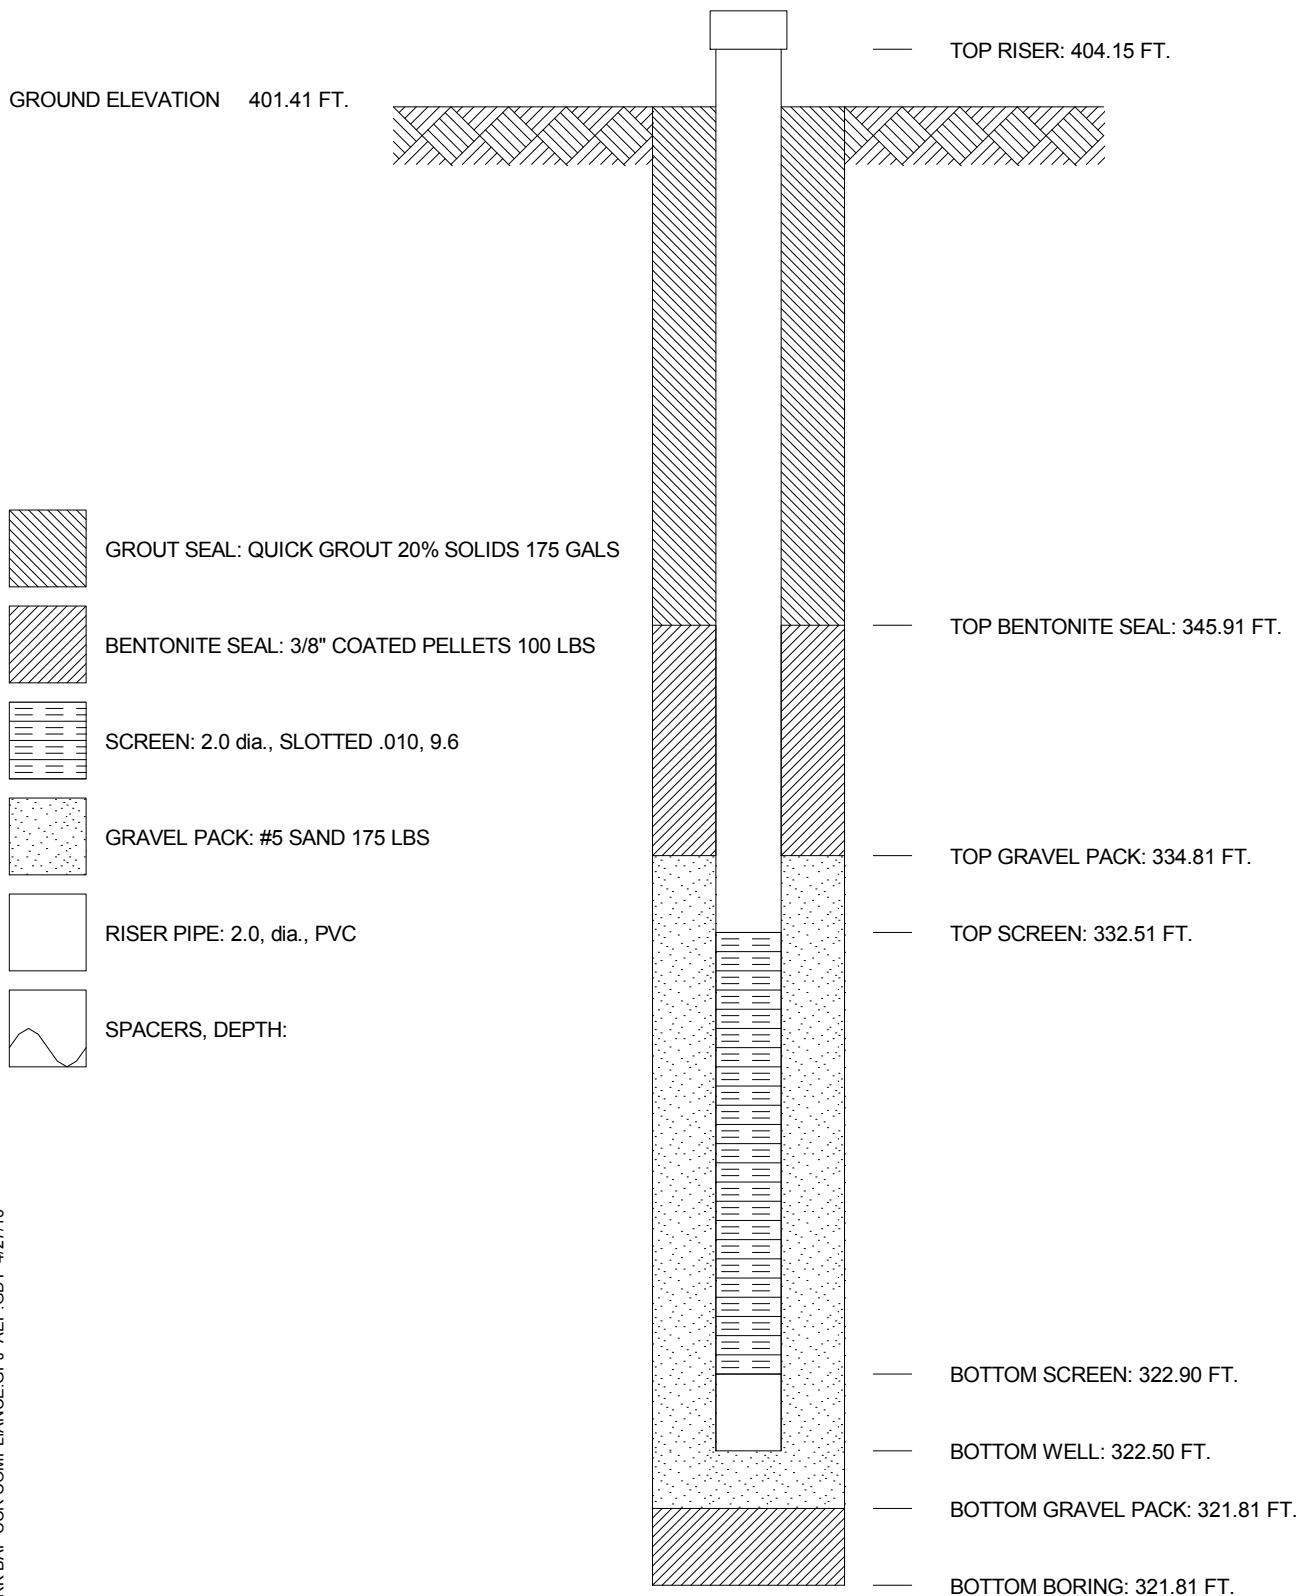 TOP RISER: 404.15 FT.
GROUND ELEVATION 401.41 FT.
GROUT SEAL: QUICK GROUT 20% SOLIDS 175 GALS
TOP BENTONITE SEAL: 345.91 FT.
BENTONITE SEAL: 3/8" COATED PELLETS 100 LBS
SCREEN: 2.0 dia., SLOTTED .010, 9.6
GRAVEL PACK: #5 SAND 175 LBS
TOP GRAVEL PACK: 334.81 FT.
RISER PIPE: 2.0, dia., PVC
TOP SCREEN: 332.51 FT.
SPACERS, DEPTH:
BOTTOM SCREEN: 322.90 FT.
BOTTOM WELL: 322.50 FT.
BOTTOM GRAVEL PACK: 321.81 FT.
BOTTOM BORING: 321.81 FT.